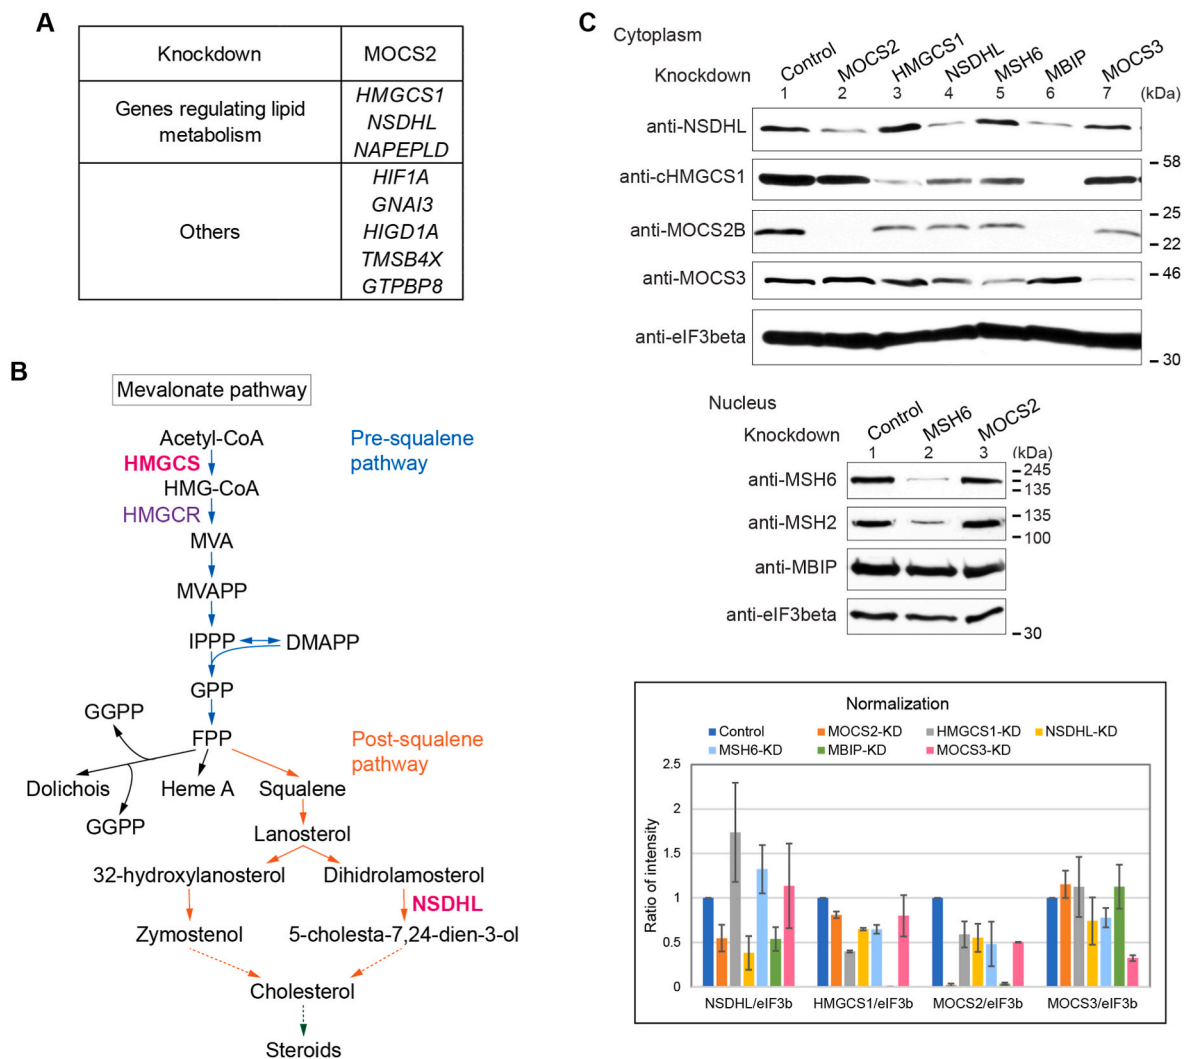 A
Knockdown MOCS2
Genes regulating lipid
metabolism
HMGCS1
NSDHL
NAPEPLD
Others
HIF1A
GNAI3
HIGD1A
TMSB4X
GTPBP8
B
Mevalonate pathway
Acetyl-CoA
Pre-squalene
pathway
HMGCS
HMG-CoA
HMGCR
MVA
MVAPP
IPPP
DMAPP
GPP
GGPP
FPP
Post-squalene
pathway
Dolichois
Heme A
Squalene
GGPP
Lanosterol
32-hydroxylanosterol
Dihidrolamosterol
NSDHL
Zymostenol
5-cholesta-7,24-dien-3-ol
Cholesterol
Steroids
C
Cytoplasm
Knockdown
Control MOCS2 HMGCS1 NSDHL MSH6 MBIP MOCS3
1 2 3 4 5 6 7 (kDa)
anti-NSDHL
anti-cHMGCS1
58
anti-MOCS2B
25
22
anti-MOCS3
46
anti-eIF3beta
30
Nucleus
Knockdown
Control MSH6 MOCS2
1 2 3 (kDa)
anti-MSH6
245
135
anti-MSH2
135
100
anti-MBIP
anti-eIF3beta
30
Normalization
Control MOCS2-KD HMGCS1-KD NSDHL-KD
MSH6-KD MBIP-KD MOCS3-KD
Ratio of intensity
2.5
2
1.5
1
0.5
0
NSDHL/eIF3b HMGCS1/eIF3b MOCS2/eIF3b MOCS3/eIF3b